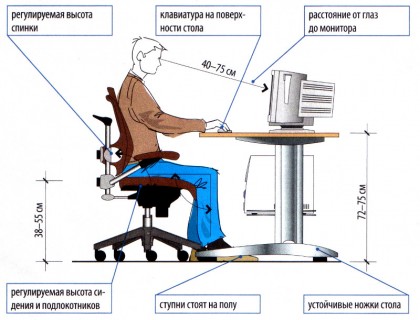 регулируемая высота
спинки
клавиатура на поверх-
ности стола
расстояние от глаз
до монитора
40–75 см
38–55 см
72–75 см
регулируемая высота си-
дения и подлокотников
ступни стоят на полу
устойчивые ножки стола